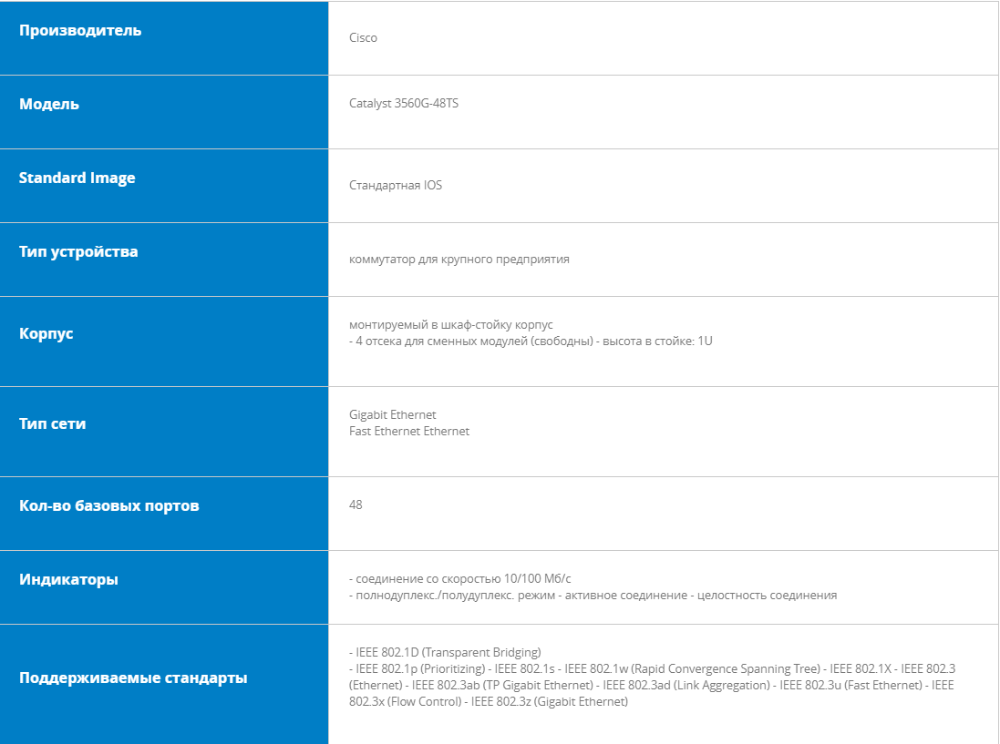 Производитель
Cisco
Модель
Catalyst 3560G-48TS
Standard Image
Стандартная IOS
Тип устройства
коммутатор для крупного предприятия
Корпус
монтируемый в шкаф-стойку корпус
- 4 отсека для сменных модулей (свободны) - высота в стойке: 1U
Тип сети
Gigabit Ethernet
Fast Ethernet Ethernet
Кол-во базовых портов
48
Индикаторы
- соединение со скоростью 10/100 Мб/с
- полнодуплекс./полудуплекс. режим - активное соединение - целостность соединения
Поддерживаемые стандарты
- IEEE 802.1D (Transparent Bridging)
- IEEE 802.1p (Prioritizing) - IEEE 802.1s - IEEE 802.1w (Rapid Convergence Spanning Tree) - IEEE 802.1X - IEEE 802.3
(Ethernet) - IEEE 802.3ab (TP Gigabit Ethernet) - IEEE 802.3ad (Link Aggregation) - IEEE 802.3u (Fast Ethernet) - IEEE
802.3x (Flow Control) - IEEE 802.3z (Gigabit Ethernet)